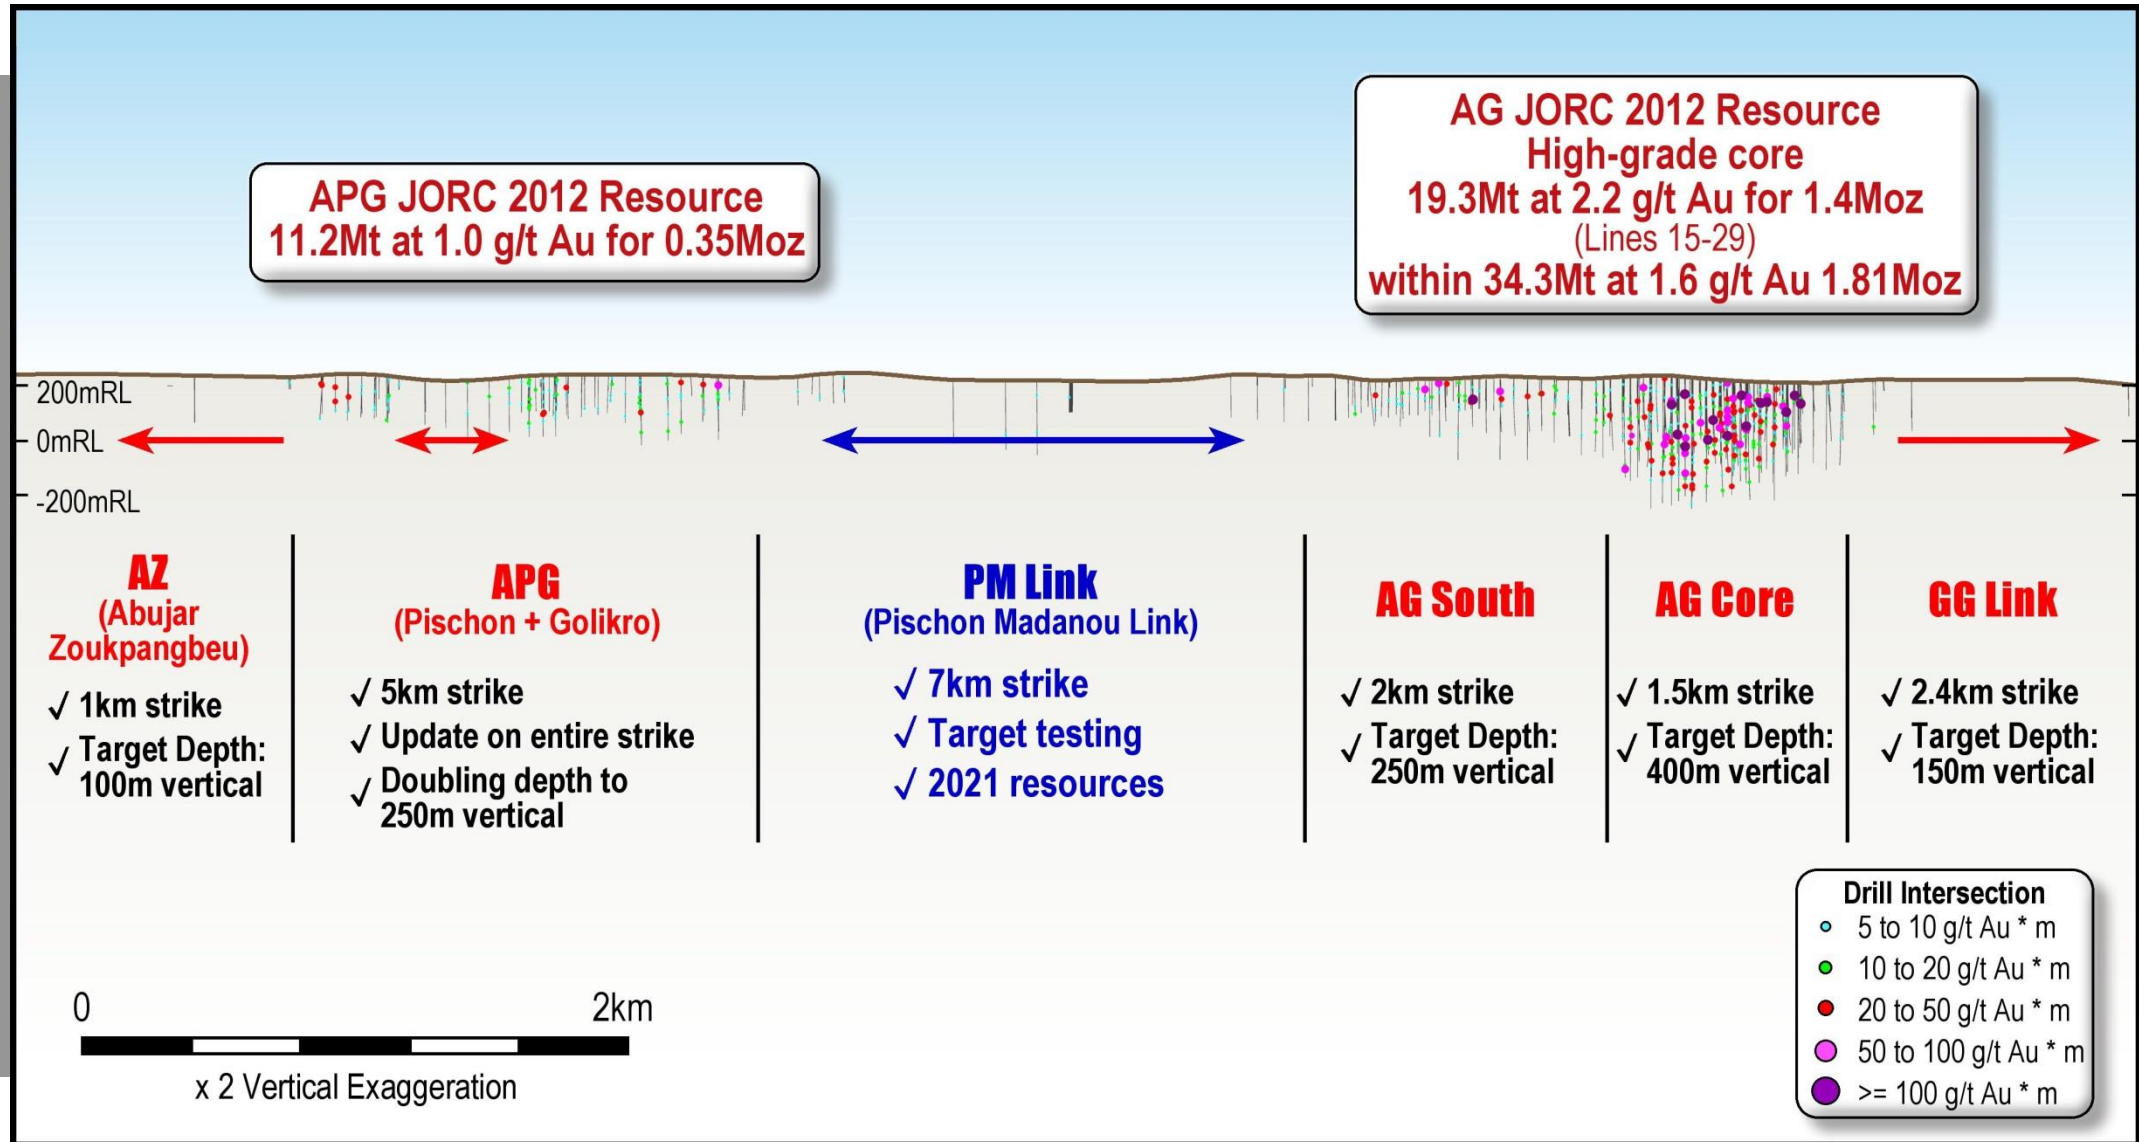 APG JORC 2012 Resource
11.2Mt at 1.0 g/t Au for 0.35Moz
AG JORC 2012 Resource
High-grade core
19.3Mt at 2.2 g/t Au for 1.4Moz
(Lines 15-29)
within 34.3Mt at 1.6 g/t Au 1.81Moz
200mRL
0mRL
-200mRL
AZ
(Abujar
Zoukpangbeu)
√ 1km strike
√ Target Depth:
100m vertical
APG
(Pischon + Golikro)
√ 5km strike
√ Update on entire strike
√ Doubling depth to
250m vertical
PM Link
(Pischon Madanou Link)
√ 7km strike
√ Target testing
√ 2021 resources
AG South
√ 2km strike
√ Target Depth:
250m vertical
AG Core
√ 1.5km strike
√ Target Depth:
400m vertical
GG Link
√ 2.4km strike
√ Target Depth:
150m vertical
0 2km
x 2 Vertical Exaggeration
Drill Intersection
5 to 10 g/t Au * m
10 to 20 g/t Au * m
20 to 50 g/t Au * m
50 to 100 g/t Au * m
>= 100 g/t Au * m